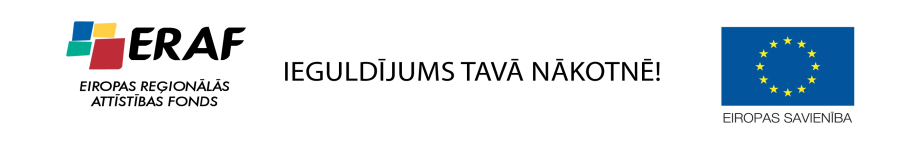 ERAF
EIROPAS REĢIONĀLĀS
ATTĪSTĪBAS FONDS
IEGULDĪJUMS TAVĀ NĀKOTNĒ!
EIROPAS SAVIENĪBA